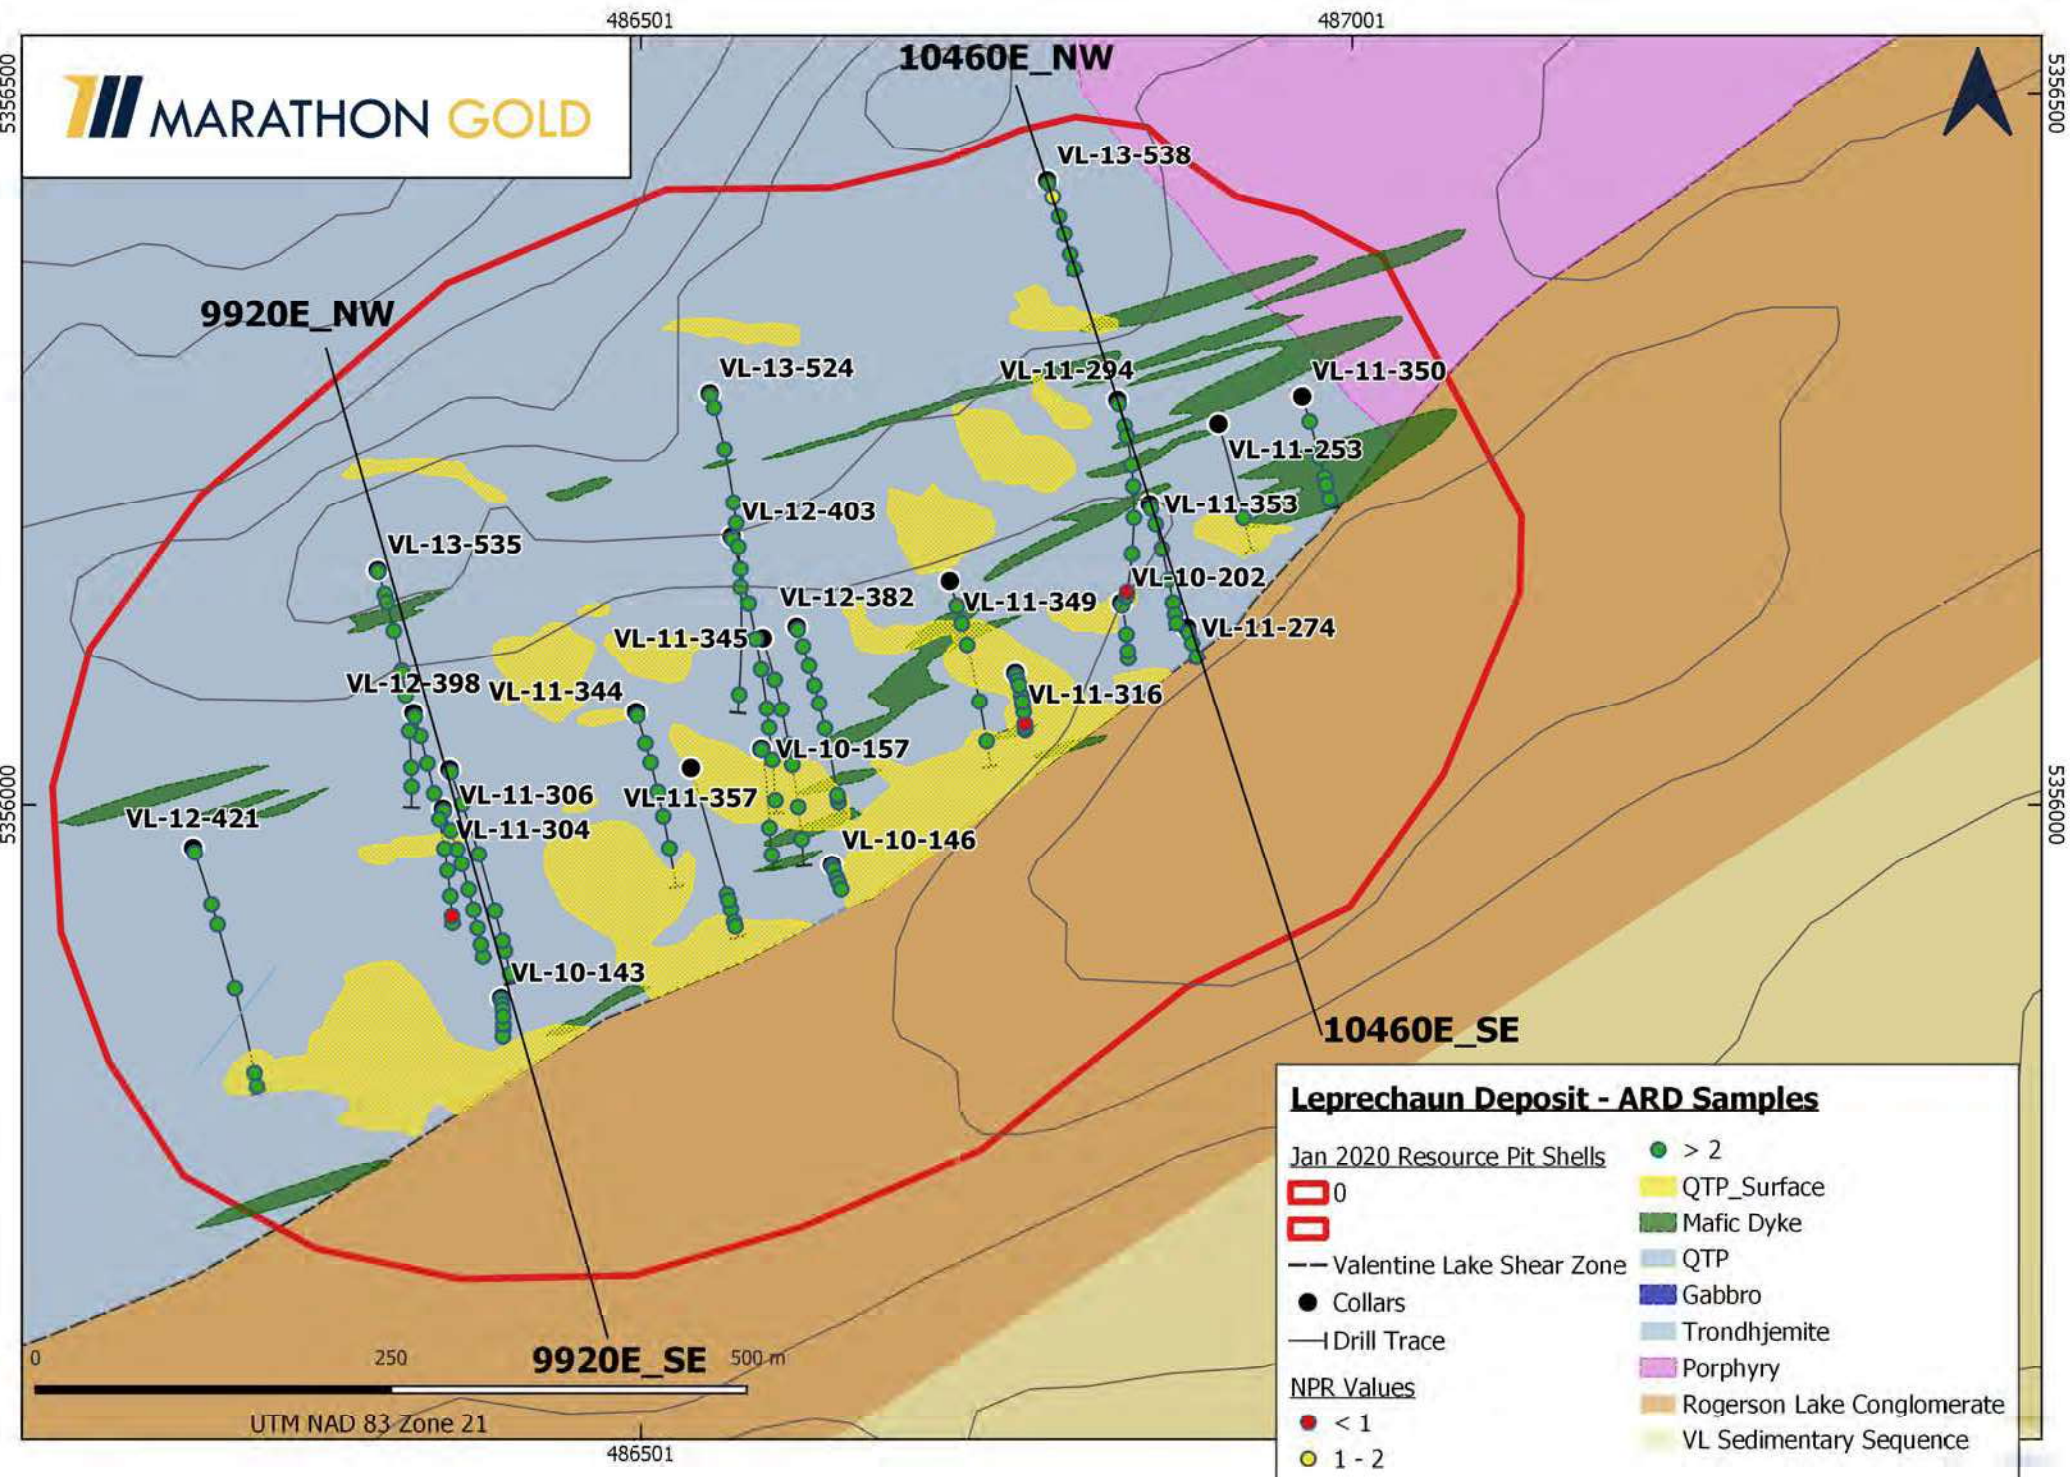 486501
487001
10460E_NW
5356500
5356500
MARATHON GOLD
VL-13-538
9920E_NW
VL-13-524
VL-11-294
VL-11-350
VL-11-253
VL-12-403
VL-11-353
VL-13-535
VL-10-202
VL-12-382
VL-11-349
VL-11-345
VL-11-274
VL-12-398
VL-11-344
VL-11-316
VL-10-157
VL-11-306
VL-11-357
5356000
5356000
VL-12-421
VL-11-304
VL-10-146
VL-10-143
10460E_SE
Leprechaun Deposit - ARD Samples
Jan 2020 Resource Pit Shells
0
Valentine Lake Shear Zone
Collars
Drill Trace
NPR Values
< 1
1 - 2
> 2
QTP_Surface
Mafic Dyke
QTP
Gabbro
Trondhjemite
Porphyry
Rogerson Lake Conglomerate
VL Sedimentary Sequence
0 250 500 m
9920E_SE
UTM NAD 83 Zone 21
486501